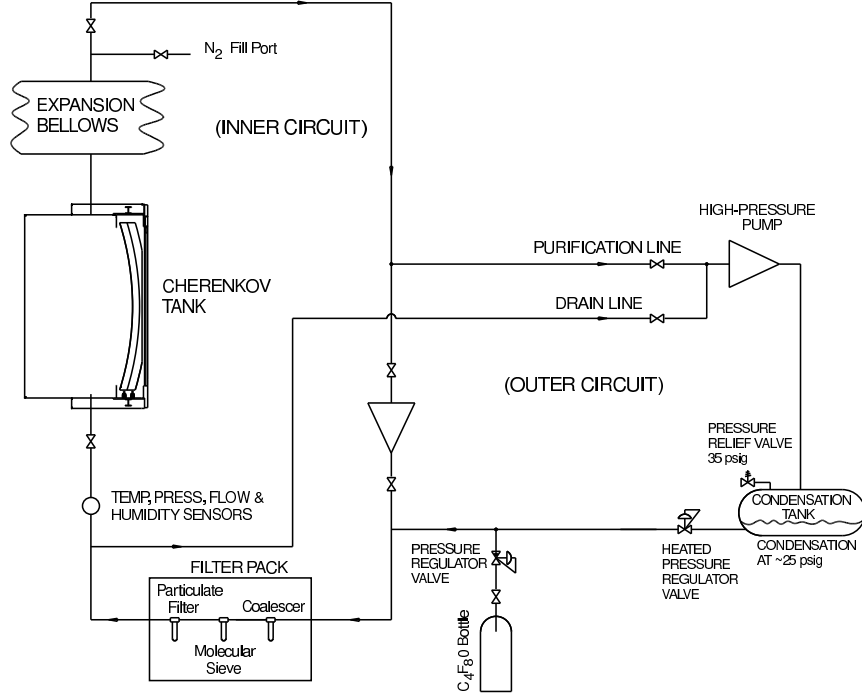 N2 Fill Port
EXPANSION
BELLOWS
(INNER CIRCUIT)
HIGH-PRESSURE
PUMP
PURIFICATION LINE
CHERENKOV
TANK
DRAIN LINE
(OUTER CIRCUIT)
PRESSURE
RELIEF VALVE
35 psig
TEMP, PRESS, FLOW &
HUMIDITY SENSORS
CONDENSATION
TANK
CONDENSATION
AT ~25 psig
PRESSURE
REGULATOR
VALVE
HEATED
PRESSURE
REGULATOR
VALVE
FILTER PACK
Particulate
Filter
Coalescer
Molecular
Sieve
C4F80 Bottle